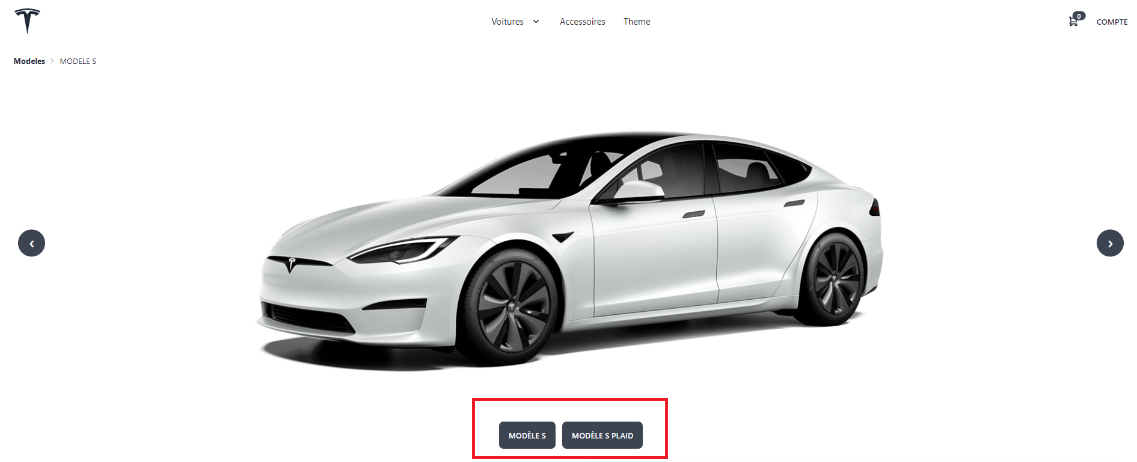 Voitures Accessoires Theme 0 COMPTE
Modeles > MODELE S
MODÈLE S MODÈLE S PLAID